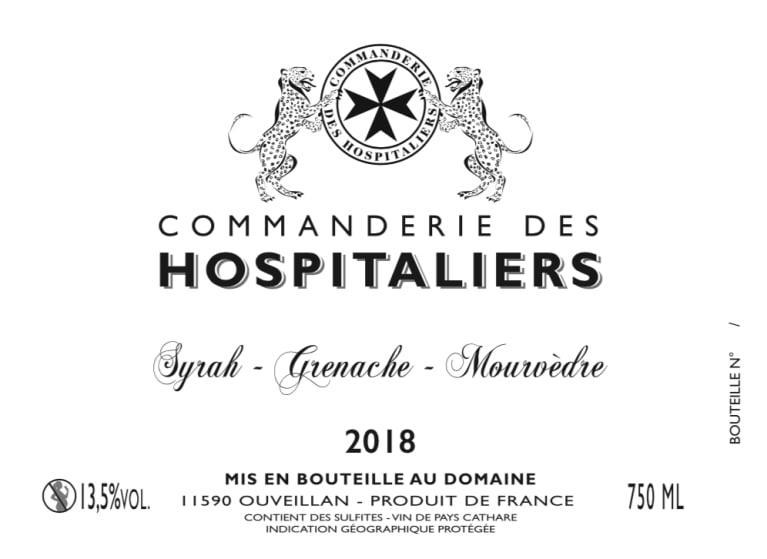 COMMANDERIE
DES HOSPITALIERS
COMMANDERIE DES
HOSPITALIERS
Syrah - Grenache - Mourvèdre
2018
MIS EN BOUTEILLE AU DOMAINE
11590 OUVEILLAN - PRODUIT DE FRANCE
CONTIENT DES SULFITES - VIN DE PAYS CATHARE
INDICATION GÉOGRAPHIQUE PROTÉGÉE
13,5%VOL.
750 ML
BOUTEILLE N° /